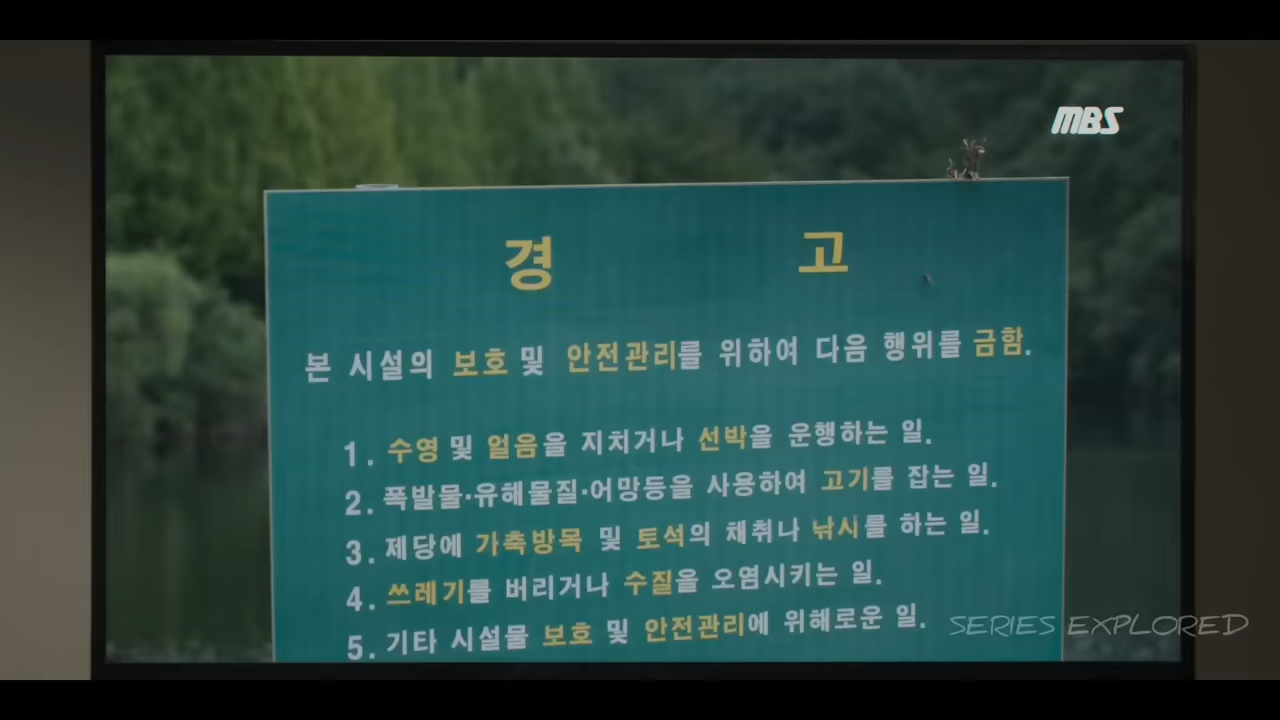 MBS
경 고
본 시설의 보호 및 안전관리를 위하여 다음 행위를 금함.
1. 수영 및 얼음을 지치거나 선박을 운행하는 일.
2. 폭발물·유해물질·어망등을 사용하여 고기를 잡는 일.
3. 제당에 가축방목 및 토석의 채취나 낚시를 하는 일.
4. 쓰레기를 버리거나 수질을 오염시키는 일.
5. 기타 시설물 보호 및 안전관리에 위해로운 일.
SERIES EXPLORED